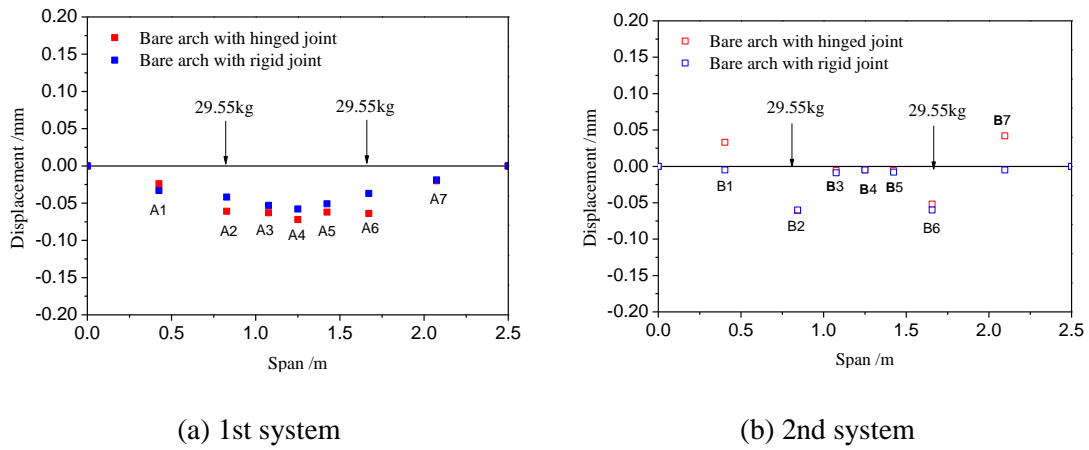 0.20
Bare arch with hinged joint
0.15
Bare arch with rigid joint
0.10
29.55kg
29.55kg
0.05
0.00
A1
A7
-0.05
A2
A3
A4
A5
A6
-0.10
-0.15
-0.20
0.0
0.5
1.0
1.5
2.0
2.5
Displacement /mm
Span /m
(a) 1st system
0.20
Bare arch with hinged joint
0.15
Bare arch with rigid joint
0.10
29.55kg
29.55kg
0.05
B7
0.00
B1
B3
B4
B5
-0.05
B2
B6
-0.10
-0.15
-0.20
0.0
0.5
1.0
1.5
2.0
2.5
Displacement /mm
Span /m
(b) 2nd system